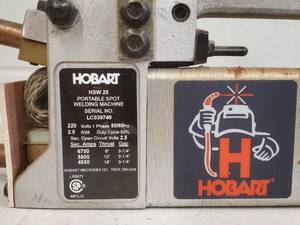 HOBART
HSW 25
PORTABLE SPOT
WELDING MACHINE
SERIAL NO.
LC039740
220 Volts 1 Phase 50/60Hz
2.5 KVA Duty Cycle 50%
Sec. Open Circuit Volts 2.5
Sec. Amps Throat Gap
6750 6" 3-1/4"
5800 12" 3-1/4"
4650 18" 3-1/4"
HOBART BROTHERS CO. TROY, OH USA
NRTL/C
H
HOBART